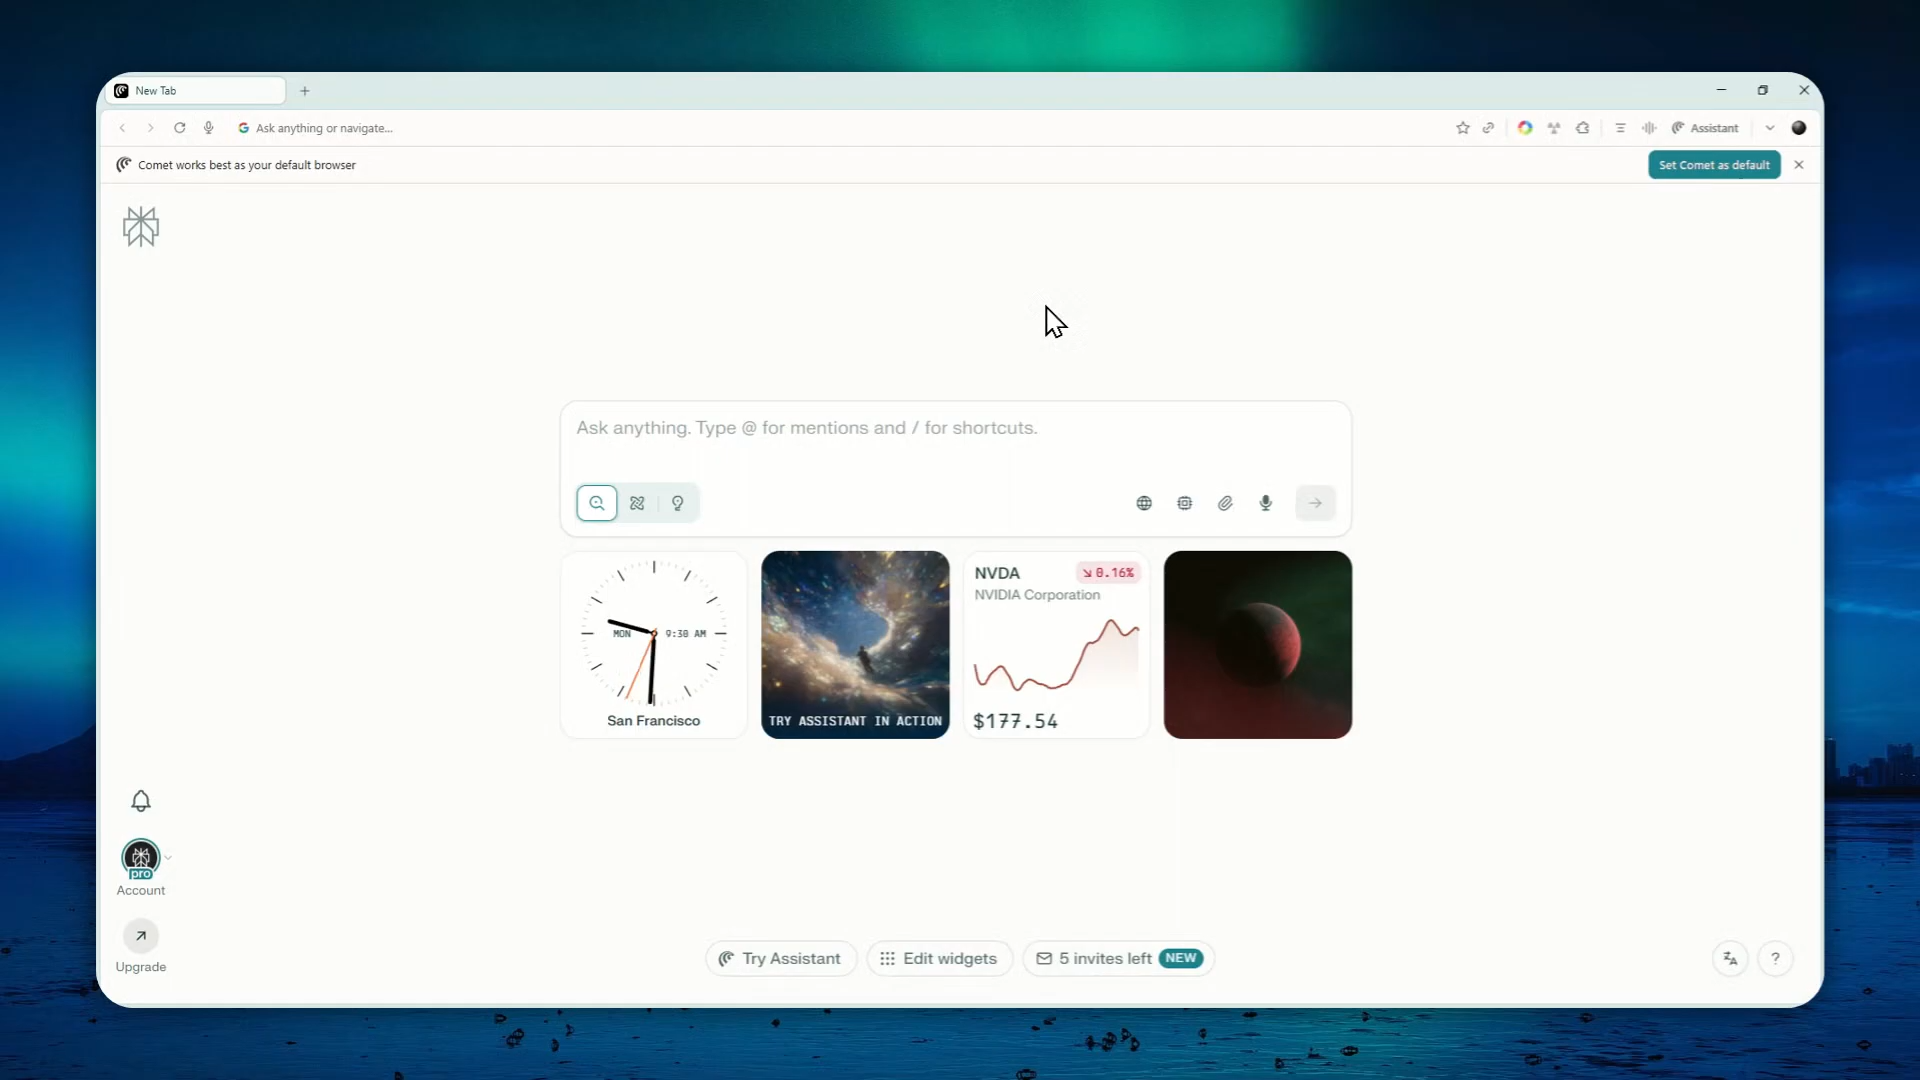 New Tab
Ask anything or navigate...
Assistant
Comet works best as your default browser
Set Comet as default
Ask anything. Type @ for mentions and / for shortcuts.
MON
9:30 AM
San Francisco
TRY ASSISTANT IN ACTION
NVDA
0.16%
NVIDIA Corporation
$177.54
pro
Account
Upgrade
Try Assistant
Edit widgets
5 invites left NEW
?